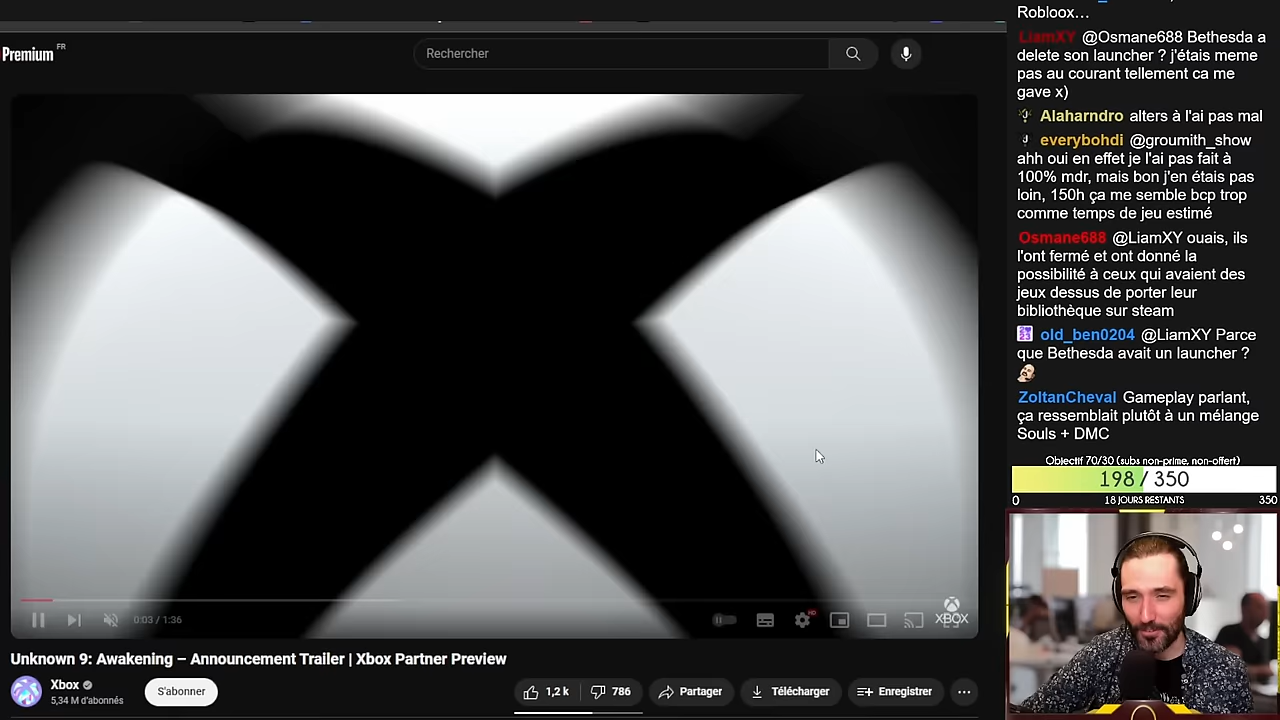 Premium FR
Rechercher
0:03 / 1:36
HD
XBOX
Unknown 9: Awakening – Announcement Trailer | Xbox Partner Preview
Xbox
5,34 M d'abonnés
S'abonner
1,2 k
786
Partager
Télécharger
Enregistrer
Robloox…
LiamXY @Osmane688 Bethesda a
delete son launcher ? j'étais meme
pas au courant tellement ca me
gave x)
Alaharndro alters à l'ai pas mal
everybohdi @groumith_show
ahh oui en effet je l'ai pas fait à
100% mdr, mais bon j'en étais pas
loin, 150h ça me semble bcp trop
comme temps de jeu estimé
Osmane688 @LiamXY ouais, ils
l'ont fermé et ont donné la
possibilité à ceux qui avaient des
jeux dessus de porter leur
bibliothèque sur steam
old_ben0204 @LiamXY Parce
que Bethesda avait un launcher ?
ZoltanCheval Gameplay parlant,
ça ressemblait plutôt à un mélange
Souls + DMC
Objectif 70/30 (subs non-prime, non-offert)
198 / 350
0 18 JOURS RESTANTS 350